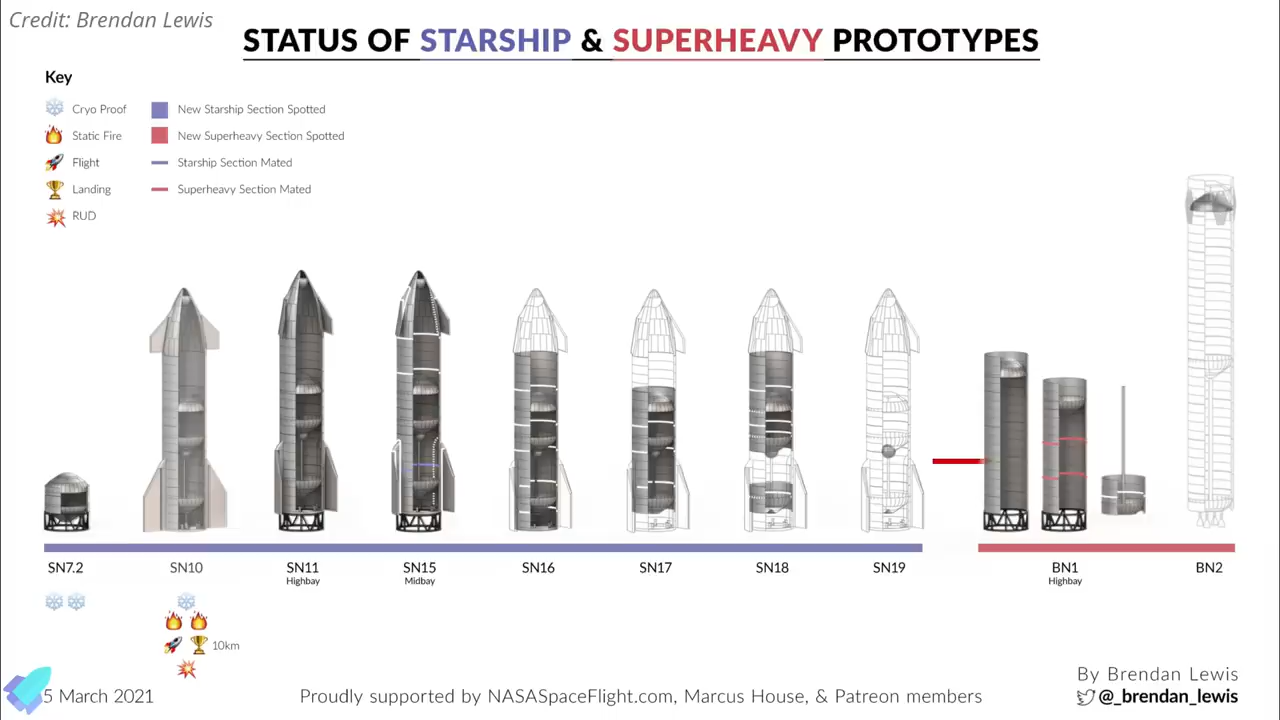 Credit: Brendan Lewis
STATUS OF STARSHIP & SUPERHEAVY PROTOTYPES
Key
Cryo Proof
New Starship Section Spotted
Static Fire
New Superheavy Section Spotted
Flight
Starship Section Mated
Landing
Superheavy Section Mated
RUD
SN7.2
SN10
SN11
Highbay
SN15
Midbay
SN16
SN17
SN18
SN19
BN1
Highbay
BN2
10km
5 March 2021
Proudly supported by NASASpaceFlight.com, Marcus House, & Patreon members
By Brendan Lewis
@_brendan_lewis